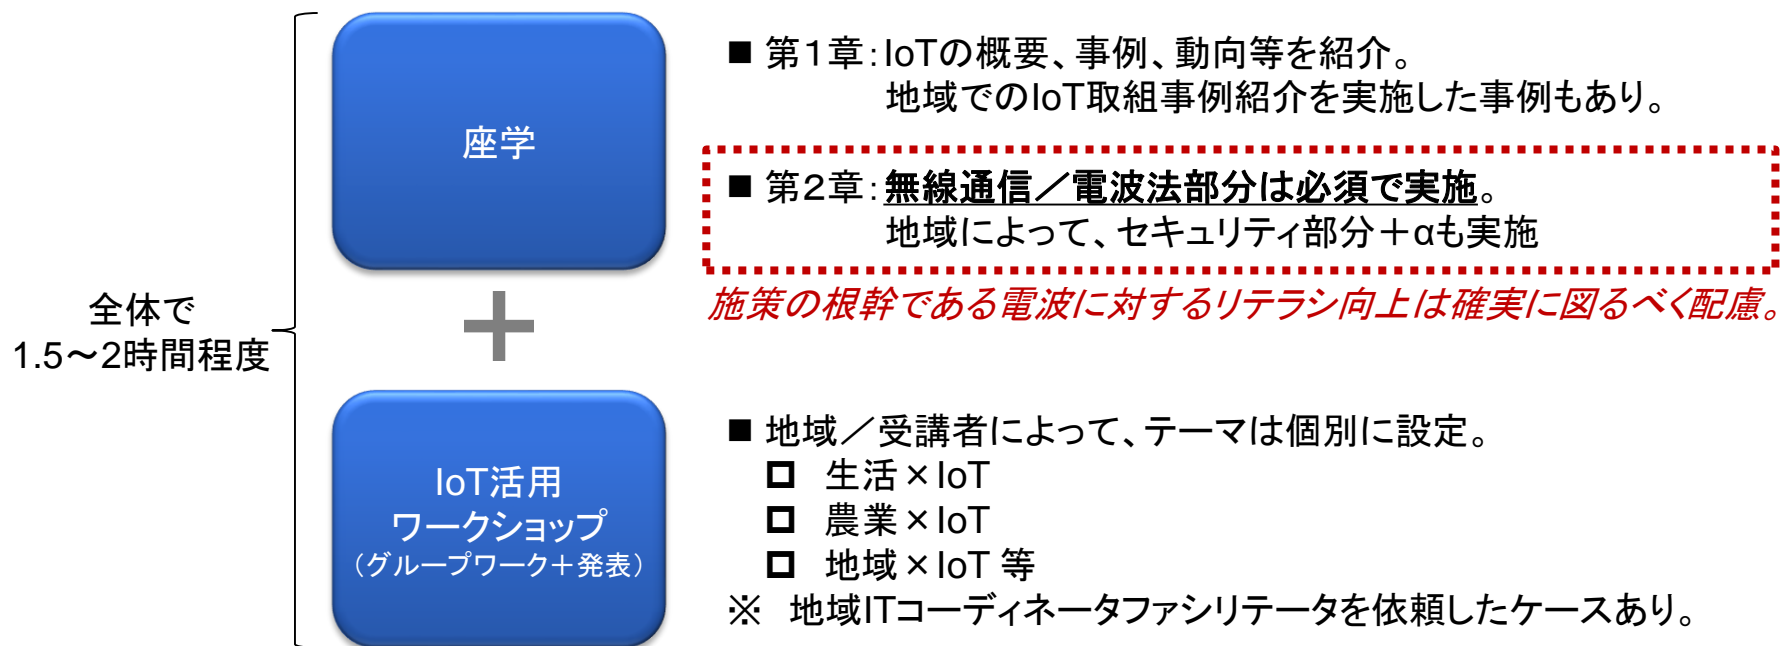 全体で
1.5～2時間程度
座学
＋
IoT活用
ワークショップ
（グループワーク＋発表）
■ 第１章：IoTの概要、事例、動向等を紹介。
地域でのIoT取組事例紹介を実施した事例もあり。
■ 第２章：無線通信／電波法部分は必須で実施。
地域によって、セキュリティ部分＋αも実施
施策の根幹である電波に対するリテラシ向上は確実に図るべく配慮。
■ 地域／受講者によって、テーマは個別に設定。
□ 生活×IoT
□ 農業×IoT
□ 地域×IoT 等
※ 地域ITコーディネータファシリテータを依頼したケースあり。